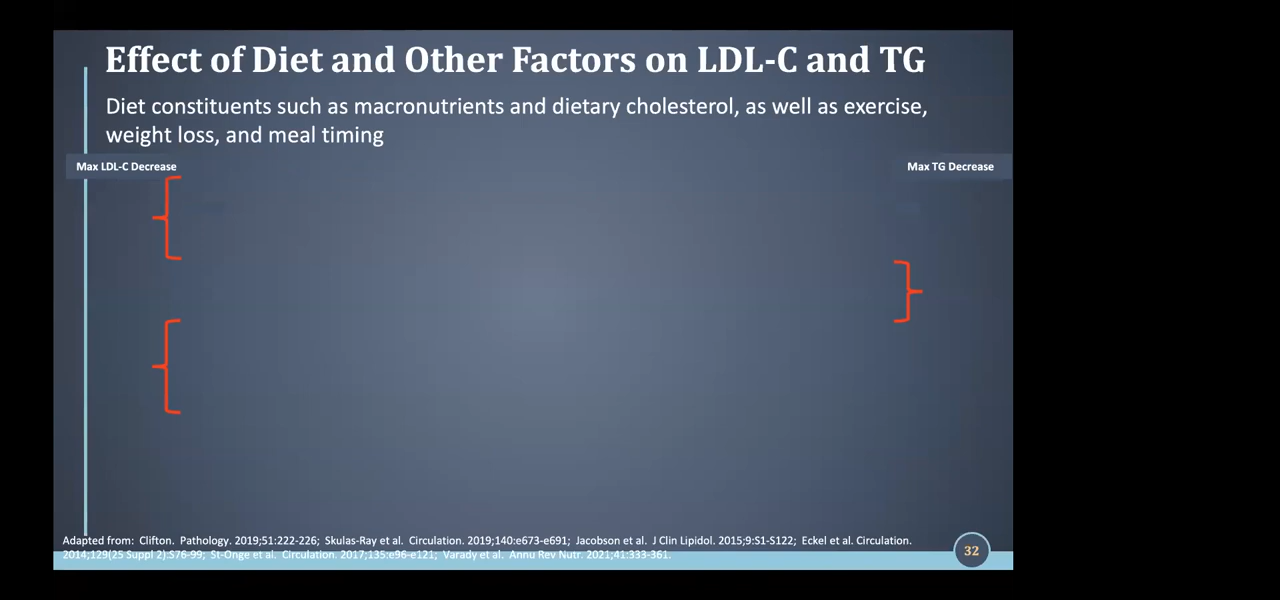 Effect of Diet and Other Factors on LDL-C and TG
Diet constituents such as macronutrients and dietary cholesterol, as well as exercise,
weight loss, and meal timing
Max LDL-C Decrease
Max TG Decrease
Adapted from: Clifton. Pathology. 2019;51:222-226; Skulas-Ray et al. Circulation. 2019;140:e673-e691; Jacobson et al. J Clin Lipidol. 2015;9:S1-S122; Eckel et al. Circulation.
2014;129(25 Suppl 2):S76-99; St-Onge et al. Circulation. 2017;135:e96-e121; Varady et al. Annu Rev Nutr. 2021;41:333-361.
32